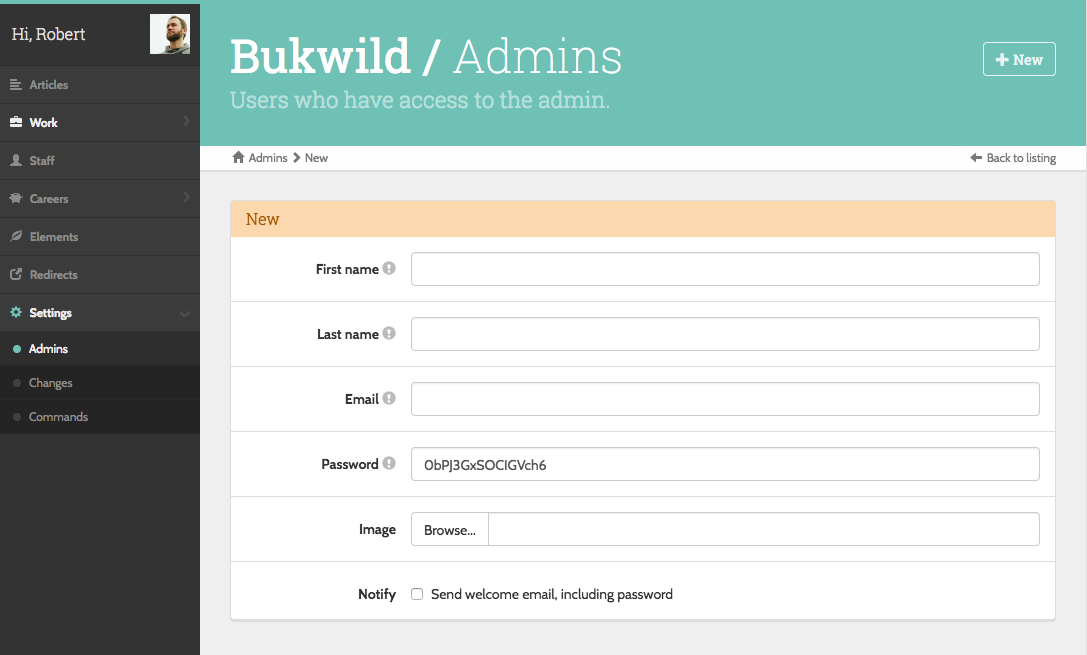 Hi, Robert
Articles
Work
Staff
Careers
Elements
Redirects
Settings
Admins
Changes
Commands
Bukwild / Admins
Users who have access to the admin.
New
Admins New
Back to listing
New
First name
Last name
Email
Password 0bPJ3GxSOCIGVch6
Image Browse...
Notify Send welcome email, including password